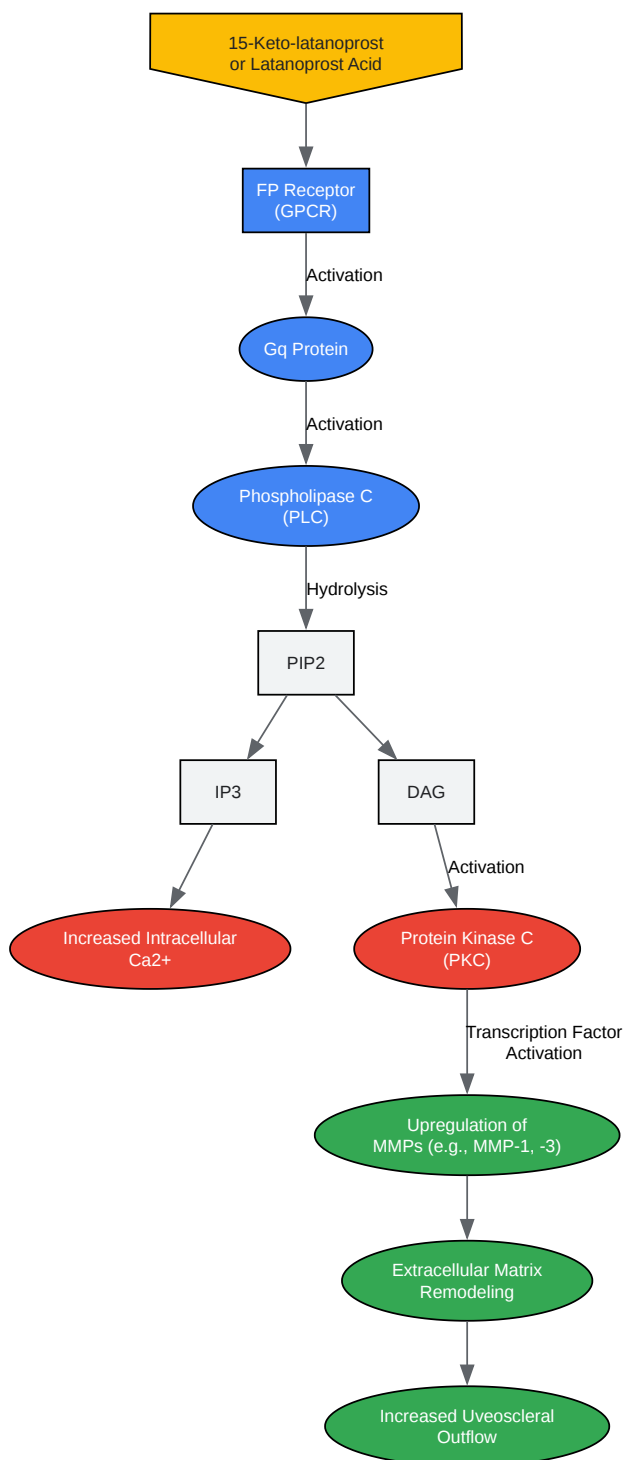 15-Keto-latanoprost
or Latanoprost Acid
FP Receptor
(GPCR)
Activation
Gq Protein
Activation
Phospholipase C
(PLC)
Hydrolysis
PIP2
IP3
DAG
Activation
Increased Intracellular
Ca2+
Protein Kinase C
(PKC)
Transcription Factor
Activation
Upregulation of
MMPs (e.g., MMP-1, -3)
Extracellular Matrix
Remodeling
Increased Uveoscleral
Outflow